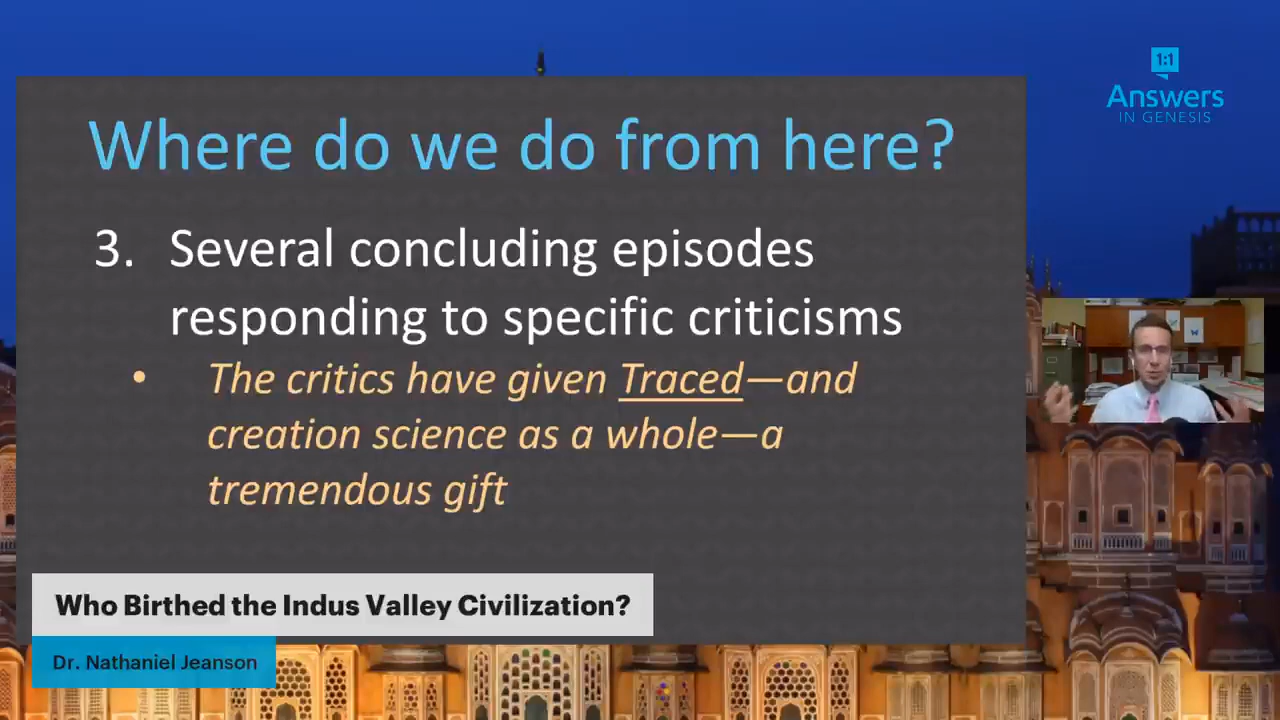 1:1
Answers
IN GENESIS
Where do we do from here?
3. Several concluding episodes
responding to specific criticisms
• The critics have given Traced—and
creation science as a whole—a
tremendous gift
Who Birthed the Indus Valley Civilization?
Dr. Nathaniel Jeanson